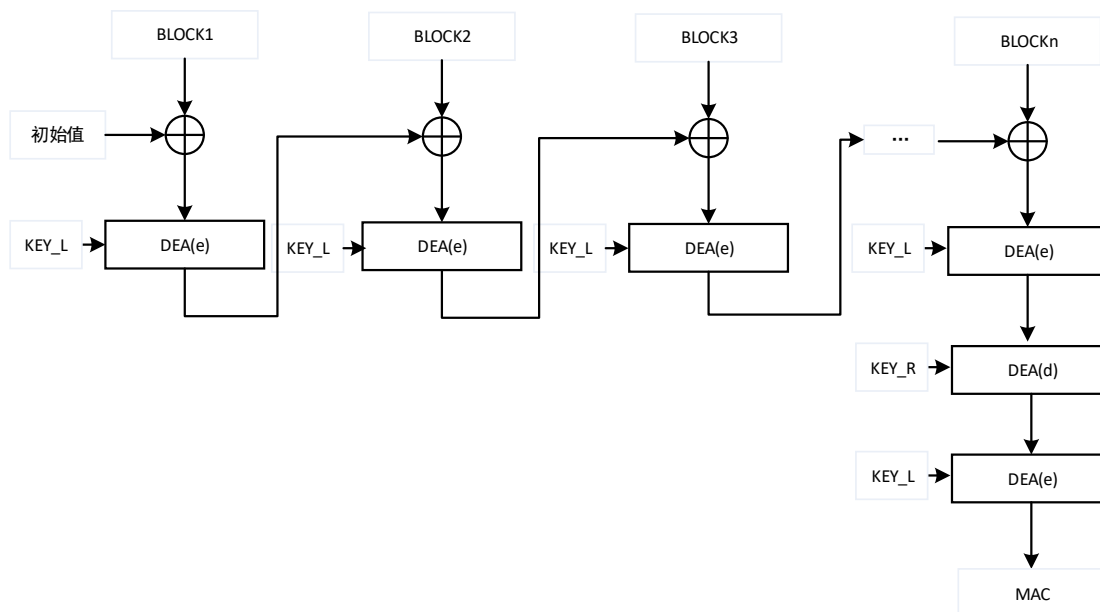 BLOCK1
BLOCK2
BLOCK3
BLOCKn
初始值
...
KEY_L
DEA(e)
KEY_L
DEA(e)
KEY_L
DEA(e)
KEY_L
DEA(e)
KEY_R
DEA(d)
KEY_L
DEA(e)
MAC